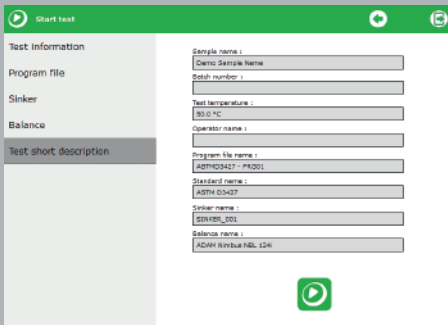 Start test
Test Information
Program file
Sinker
Balance
Test short description
Sample name :
Demo Sample Name
Batch number :
Test temperature :
50.0 °C
Operator name :
Program file name :
ASTMD3427 - PRG01
Standard name :
ASTM D3427
Sinker name :
SINKER_001
Balance name :
ADAM Nimbus NBL 124i